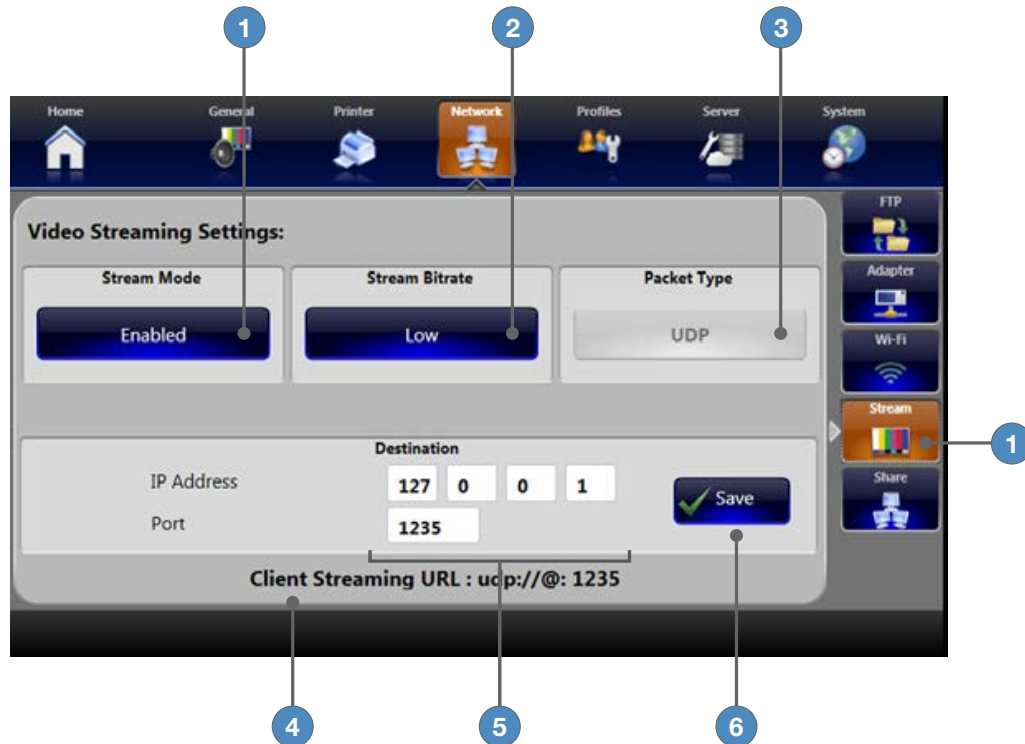 1 2 3
Home General Printer Network Profiles Server System
FTP
Video Streaming Settings:
Stream Mode Stream Bitrate Packet Type
Adapter
Enabled Low UDP
Wi-Fi
Stream
1
Destination
IP Address 127 0 0 1
Save
Share
Port 1235
Client Streaming URL : udp://@: 1235
4 5 6